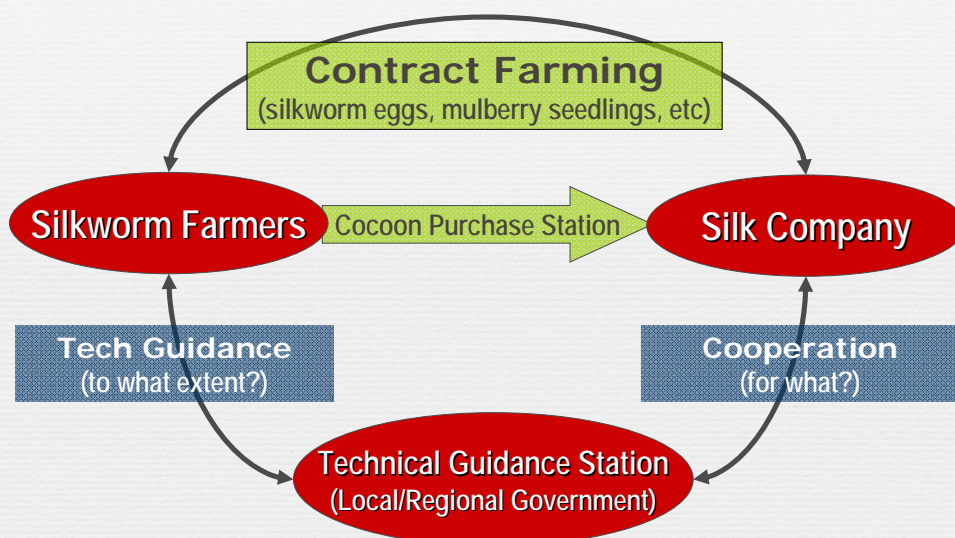 Contract Farming
(silkworm eggs, mulberry seedlings, etc)
Silkworm Farmers
Cocoon Purchase Station
Silk Company
Tech Guidance
(to what extent?)
Cooperation
(for what?)
Technical Guidance Station
(Local/Regional Government)